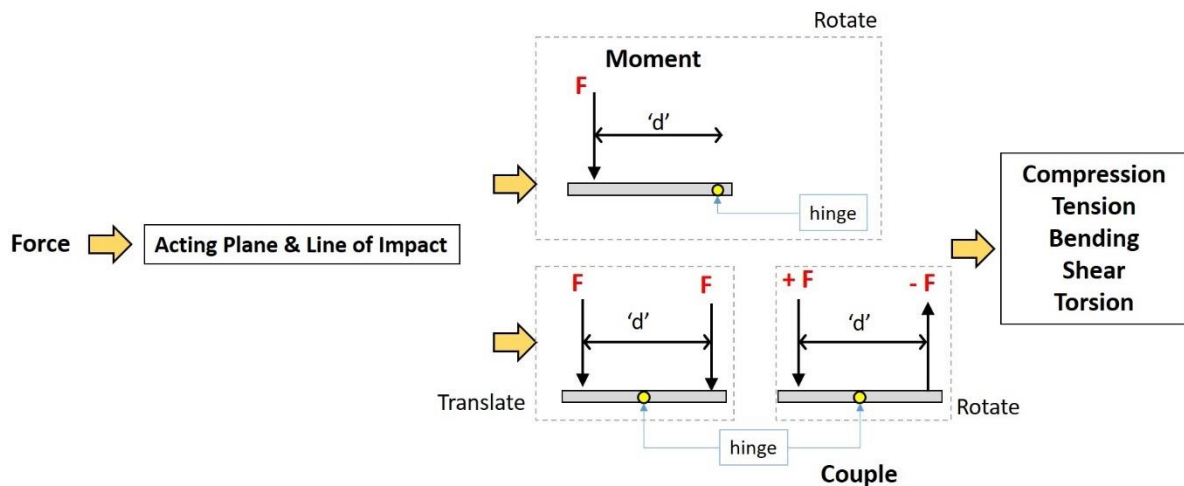 Rotate
Moment
F
‘d’
hinge
Force
Acting Plane & Line of Impact
Compression
Tension
Bending
Shear
Torsion
F
F
‘d’
+ F
- F
‘d’
Translate
Rotate
hinge
Couple